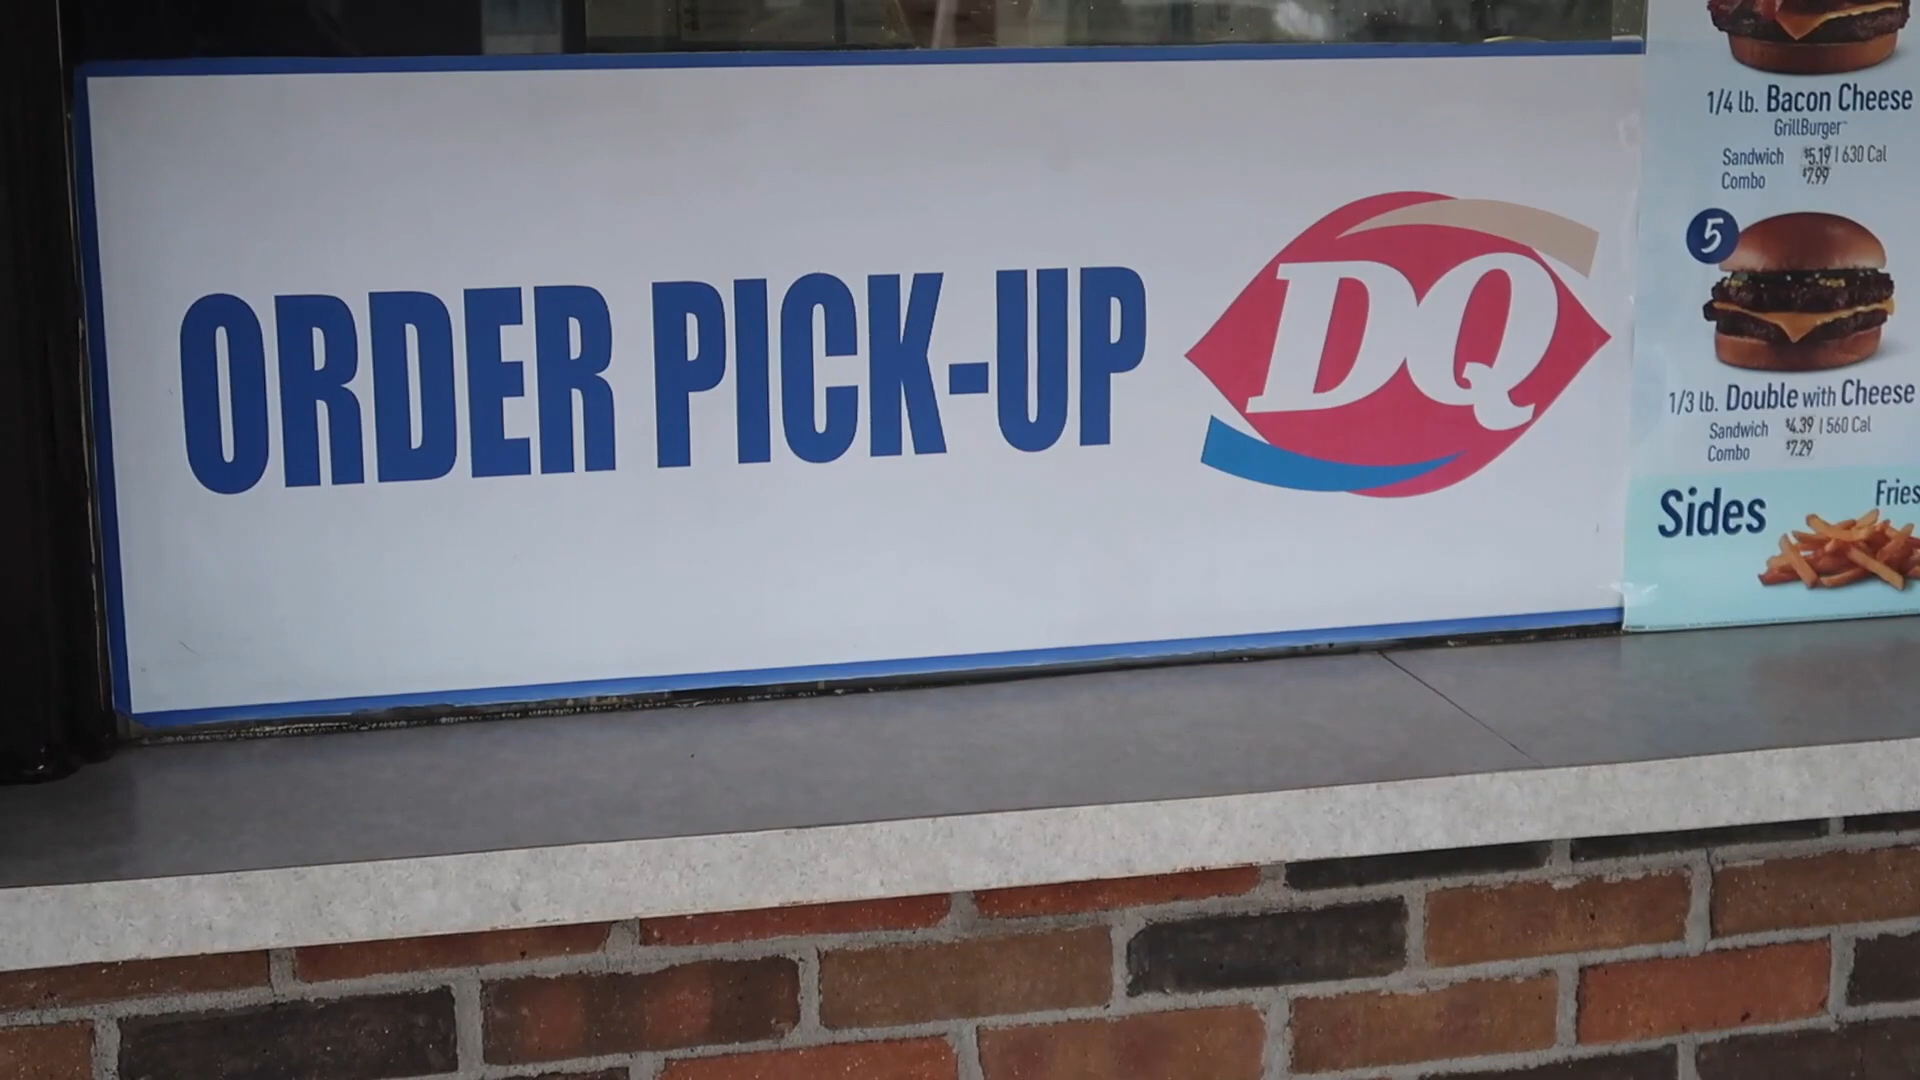 ORDER PICK-UP DQ
1/4 lb. Bacon Cheese
GrillBurger™
Sandwich $5.19 | 630 Cal
Combo $7.99
5
1/3 lb. Double with Cheese
Sandwich $4.39 | 560 Cal
Combo $7.29
Sides
Fries